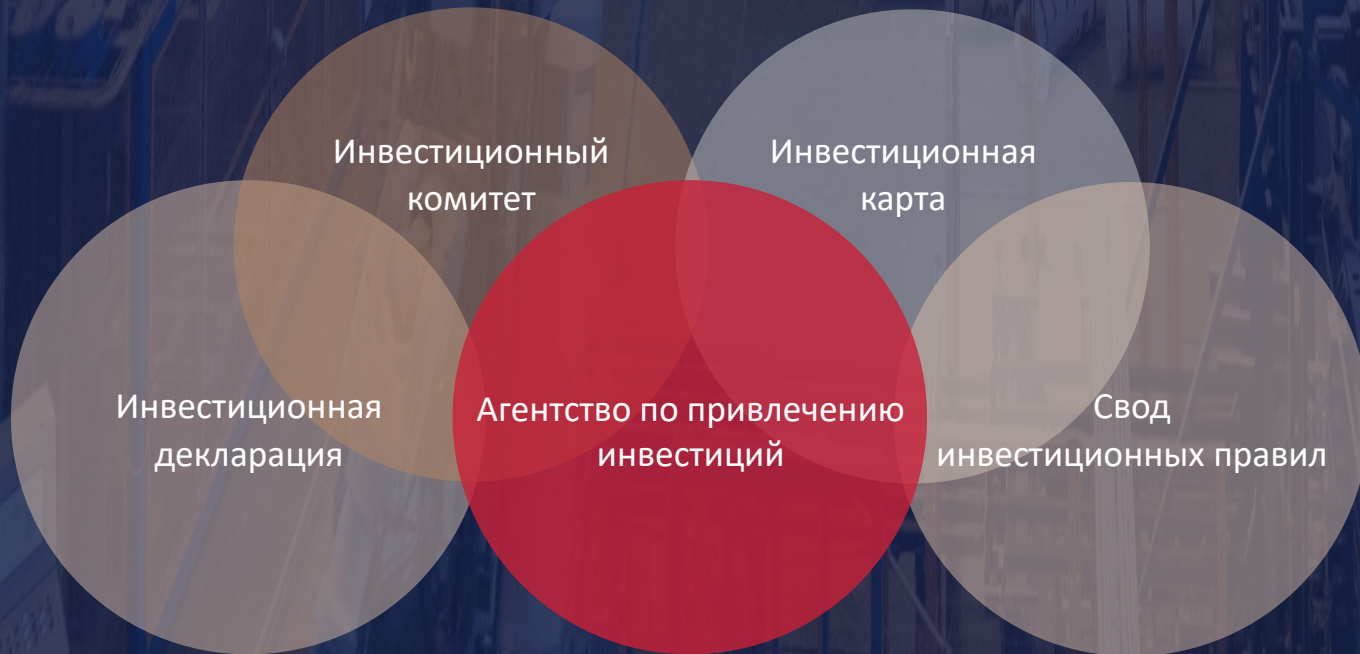 Инвестиционный
комитет
Инвестиционная
карта
Инвестиционная
декларация
Агентство по привлечению
инвестиций
Свод
инвестиционных правил